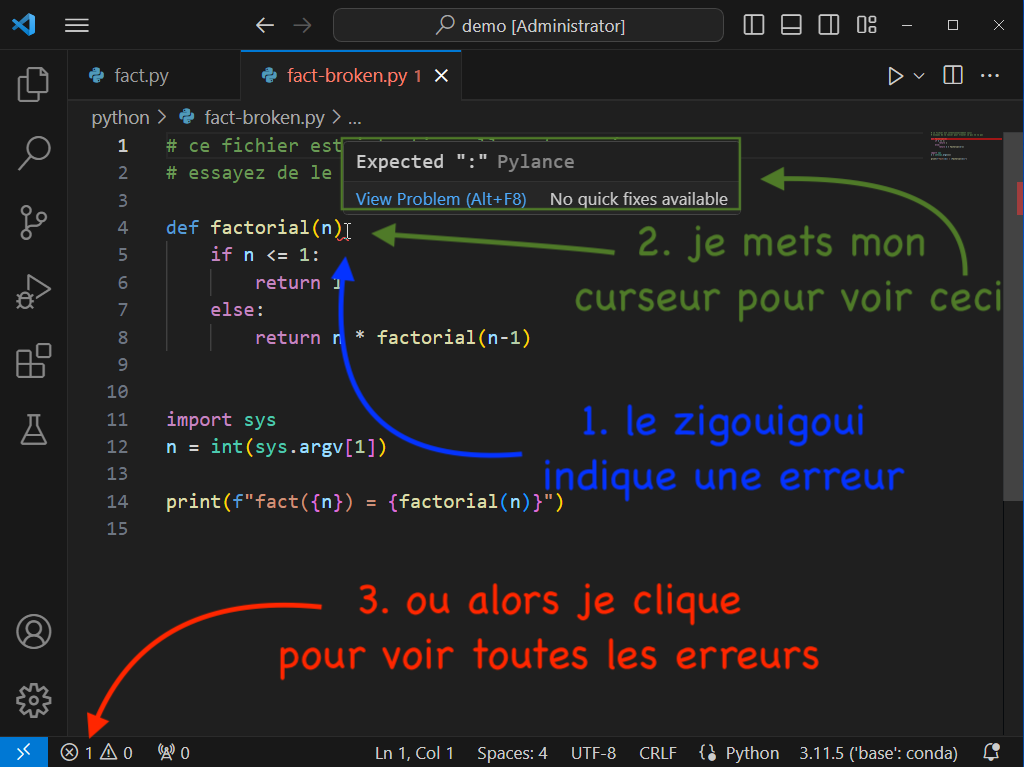 demo [Administrator]
fact.py
fact-broken.py 1
python > fact-broken.py > ...
1 # ce fichier est
2 # essayez de le
Expected ":" Pylance
View Problem (Alt+F8) No quick fixes available
3
4 def factorial(n)
5 if n <= 1:
6 return 1
7 else:
8 return n * factorial(n-1)
9
10
11 import sys
12 n = int(sys.argv[1])
13
14 print(f"fact({n}) = {factorial(n)}")
15
2. je mets mon
curseur pour voir ceci
1. le zigouigoui
indique une erreur
3. ou alors je clique
pour voir toutes les erreurs
1 0 0 Ln 1, Col 1 Spaces: 4 UTF-8 CRLF {} Python 3.11.5 ('base': conda)